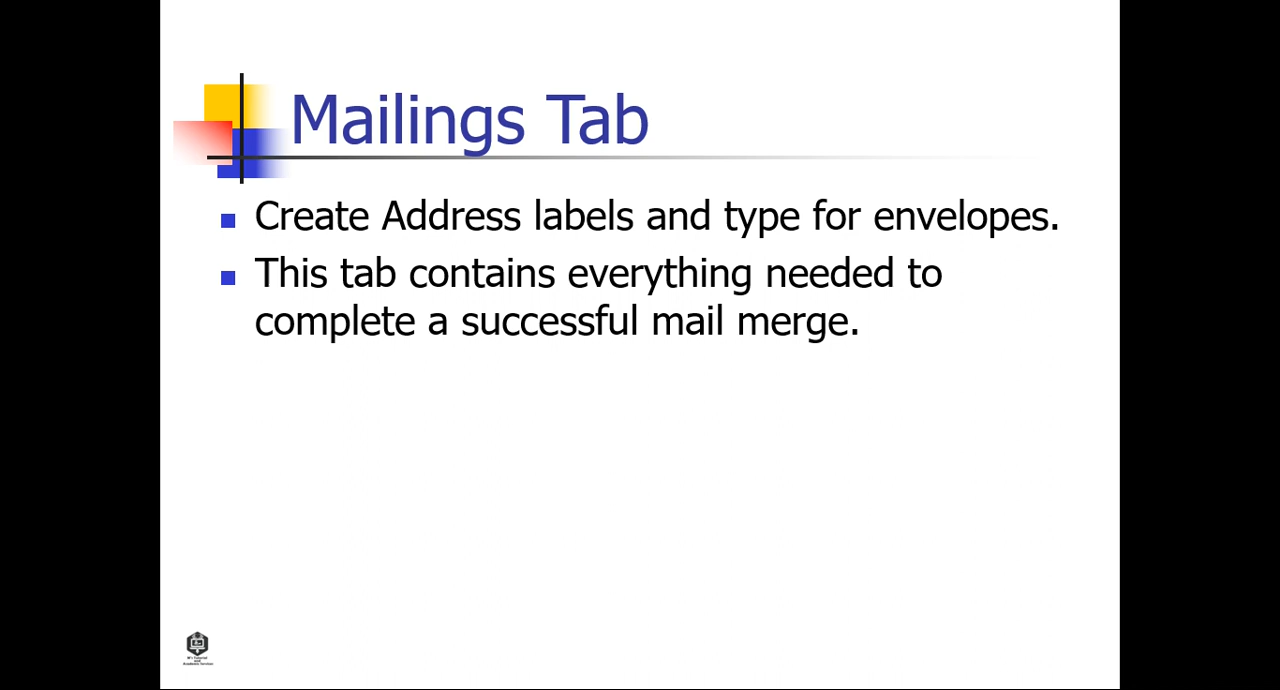 Mailings Tab
Create Address labels and type for envelopes.
This tab contains everything needed to
complete a successful mail merge.